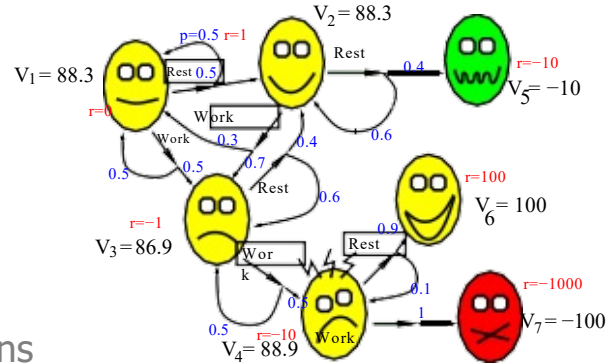 V2 = 88.3
p=0.5 r=1
Rest
V1 = 88.3
Rest 0.5
0.4
r=-10
V5 = -10
r=0
Work
0.6
Work
0.3
0.4
0.7
0.5
0.5
Rest
r=100
0.6
V6 = 100
r=-1
0.9
V3 = 86.9
Wor
k
Rest
r=-1000
0.5
0.1
0.5
1
r=-10
Work
V7 = -100
V4 = 88.9
ns